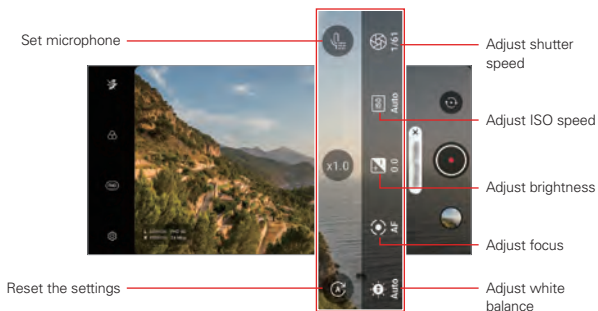 Set microphone
Adjust shutter
speed
1/61
ISO
Auto
Adjust ISO speed
x1.0
0.0
Adjust brightness
AF
Adjust focus
Reset the settings
A
Auto
Adjust white
balance